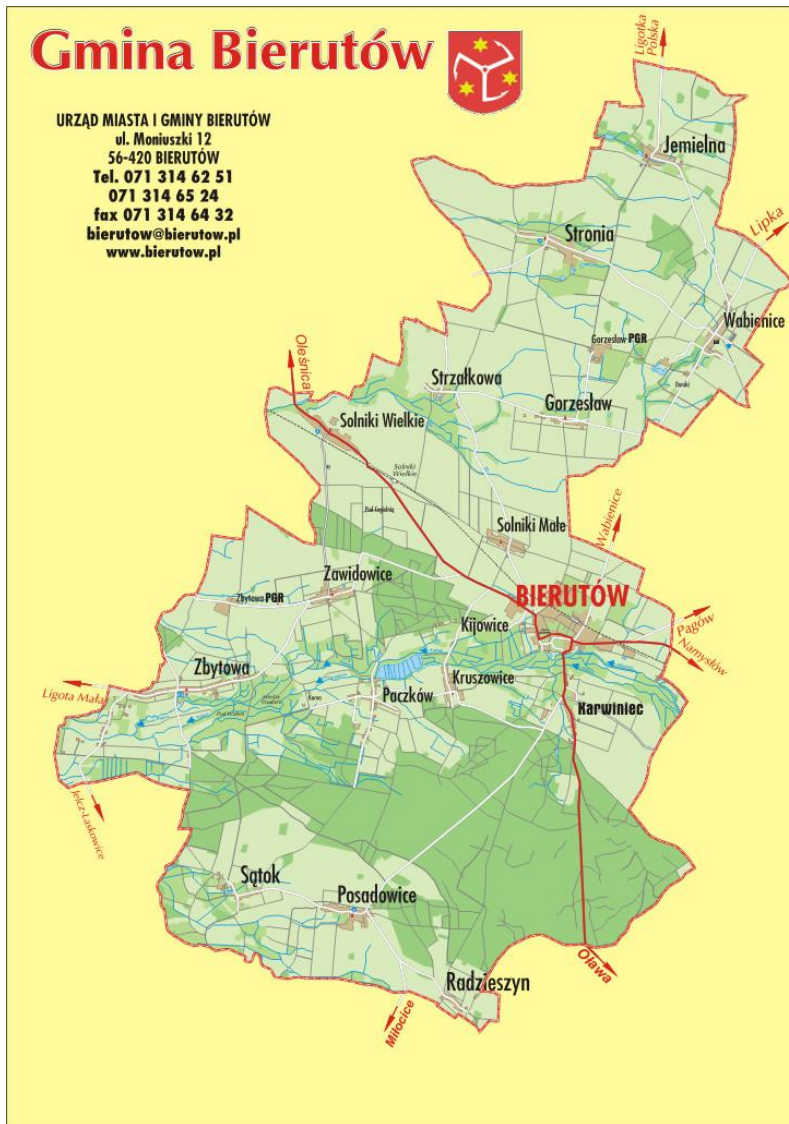 Gmina Bierutów
URZĄD MIASTA I GMINY BIERUTÓW
ul. Moniuszki 12
56-420 BIERUTÓW
Tel. 071 314 62 51
071 314 65 24
fax 071 314 64 32
bierutow@bierutow.pl
www.bierutow.pl
Ligotka
Polska
Jemielna
Lipka
Stronia
Wabienice
Gorzesław PGR
Oleśnica
Strzałkowa
Gorzesław
Solniki Wielkie
Solniki
Wielkie
Solniki Małe
Wabienice
Zawidowice
Zbytowa PGR
BIERUTÓW
Kijowice
Pągów
Namysłów
Zbytowa
Ligota Mała
Kruszowice
Paczków
Karwiniec
Jelcz-Laskowice
Sątok
Posadowice
Radzieszyn
Oława
Miłocice